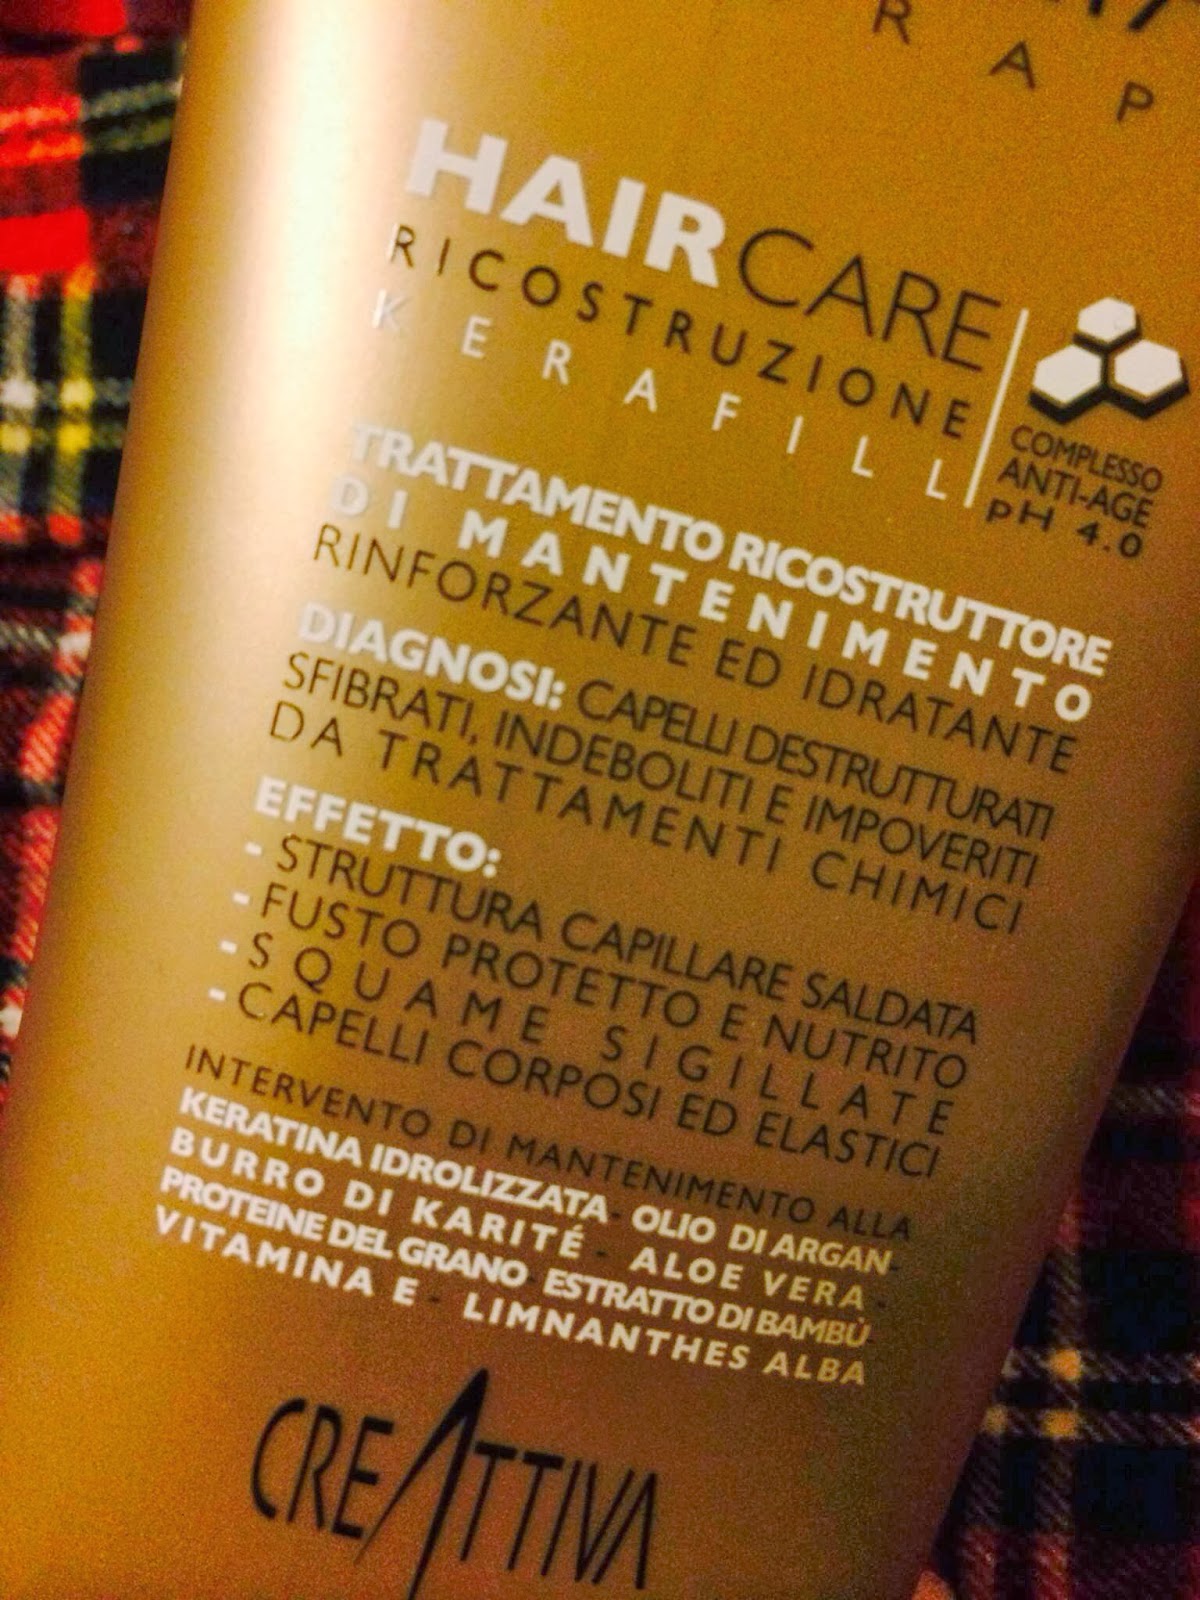 RAP
HAIRCARE
RICOSTRUZIONE
KERAFILL
COMPLESSO
ANTI-AGE
pH 4.0
TRATTAMENTO RICOSTRUTTORE
DI MANTENIMENTO
RINFORZANTE ED IDRATANTE
DIAGNOSI: CAPELLI DESTRUTTURATI
SFIBRATI, INDEBOLITI E IMPOVERITI
DA TRATTAMENTI CHIMICI
EFFETTO:
- STRUTTURA CAPILLARE SALDATA
- FUSTO PROTETTO E NUTRITO
- SQUAME SIGILLATE
- CAPELLI CORPOSI ED ELASTICI
INTERVENTO DI MANTENIMENTO ALLA
KERATINA IDROLIZZATA - OLIO DI ARGAN-
BURRO DI KARITÉ - ALOE VERA -
PROTEINE DEL GRANO - ESTRATTO DI BAMBÙ-
VITAMINA E - LIMNANTHES ALBA
CREATTIVA